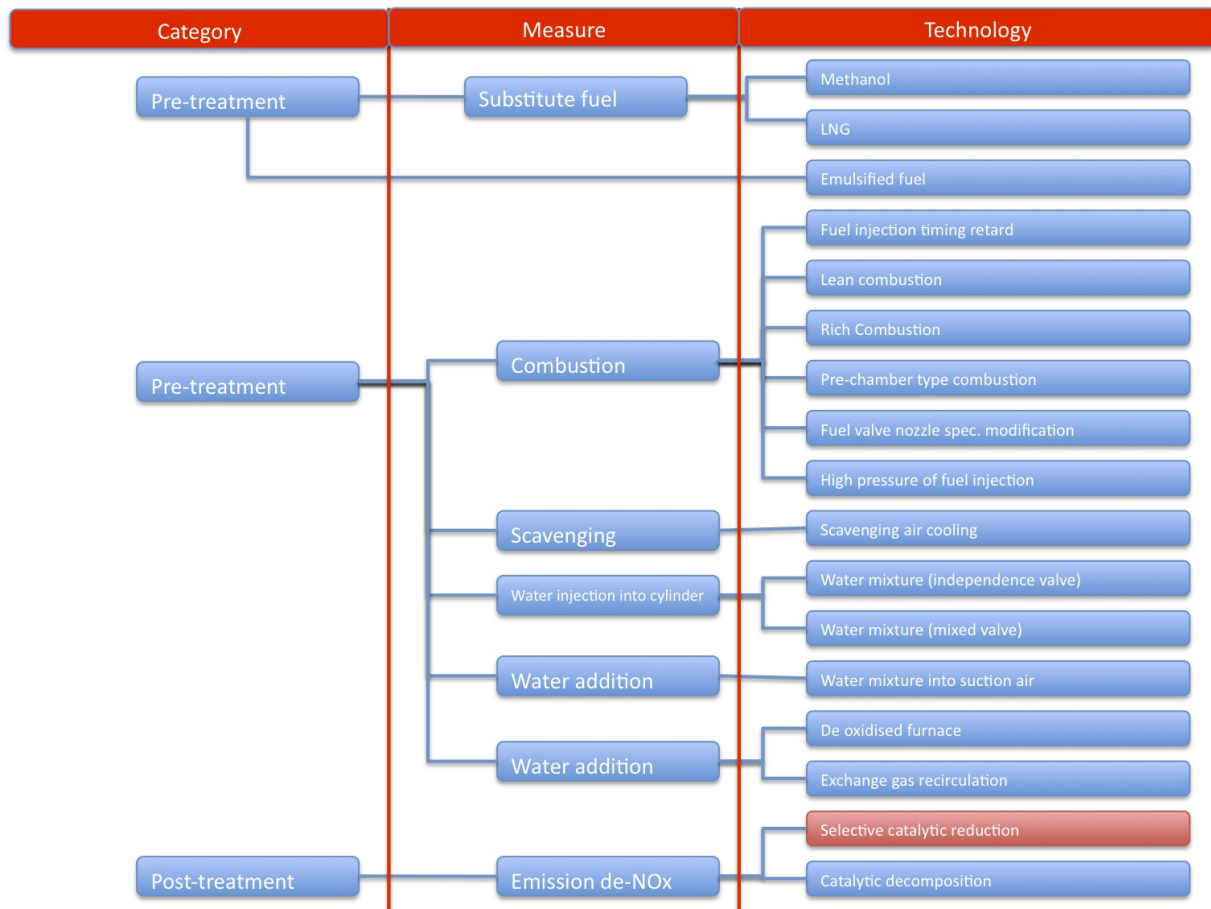 Category
Measure
Technology
Pre-treatment
Substitute fuel
Methanol
LNG
Emulsified fuel
Pre-treatment
Combustion
Fuel injection timing retard
Lean combustion
Rich Combustion
Pre-chamber type combustion
Fuel valve nozzle spec. modification
High pressure of fuel injection
Scavenging
Scavenging air cooling
Water injection into cylinder
Water mixture (independence valve)
Water mixture (mixed valve)
Water addition
Water mixture into suction air
Water addition
De oxidised furnace
Exchange gas recirculation
Post-treatment
Emission de-NOx
Selective catalytic reduction
Catalytic decomposition